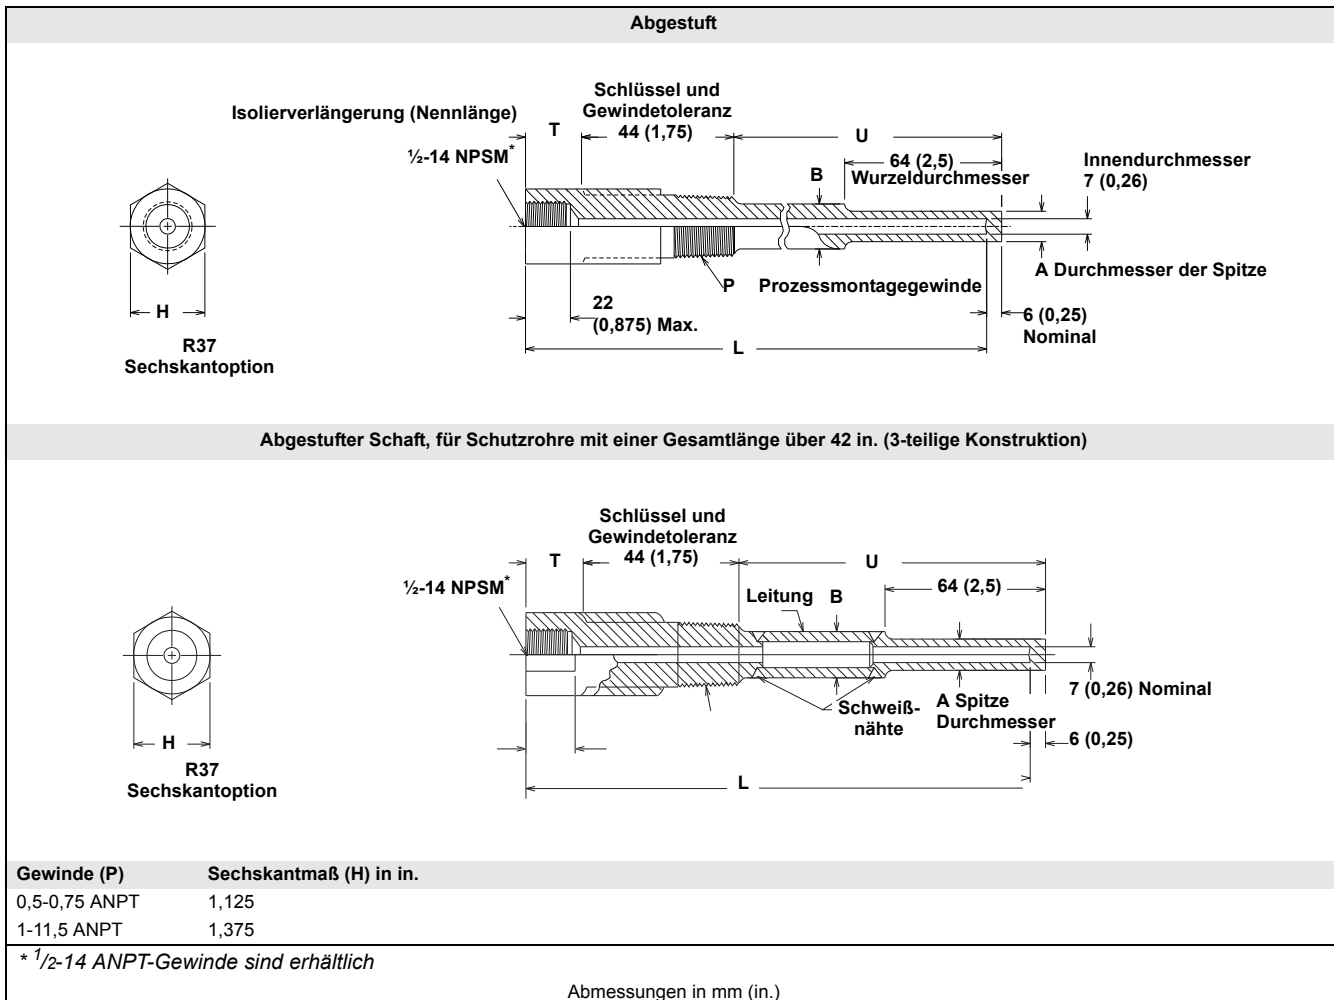 Abgestuft
Schlüssel und
Gewindetoleranz
44 (1,75)
Isolierverlängerung (Nennlänge)
T
U
½-14 NPSM*
64 (2,5)
B
Wurzeldurchmesser
Innendurchmesser
7 (0,26)
A Durchmesser der Spitze
P
Prozessmontagegewinde
H
22
(0,875) Max.
6 (0,25)
Nominal
L
R37
Sechskantoption
Abgestufter Schaft, für Schutzrohre mit einer Gesamtlänge über 42 in. (3-teilige Konstruktion)
Schlüssel und
Gewindetoleranz
44 (1,75)
T
U
½-14 NPSM*
64 (2,5)
Leitung
B
7 (0,26) Nominal
Schweiß-
nähte
A Spitze
Durchmesser
6 (0,25)
H
R37
Sechskantoption
L
Gewinde (P) Sechskantmaß (H) in in.
0,5-0,75 ANPT 1,125
1-11,5 ANPT 1,375
* 1/2-14 ANPT-Gewinde sind erhältlich
Abmessungen in mm (in.)